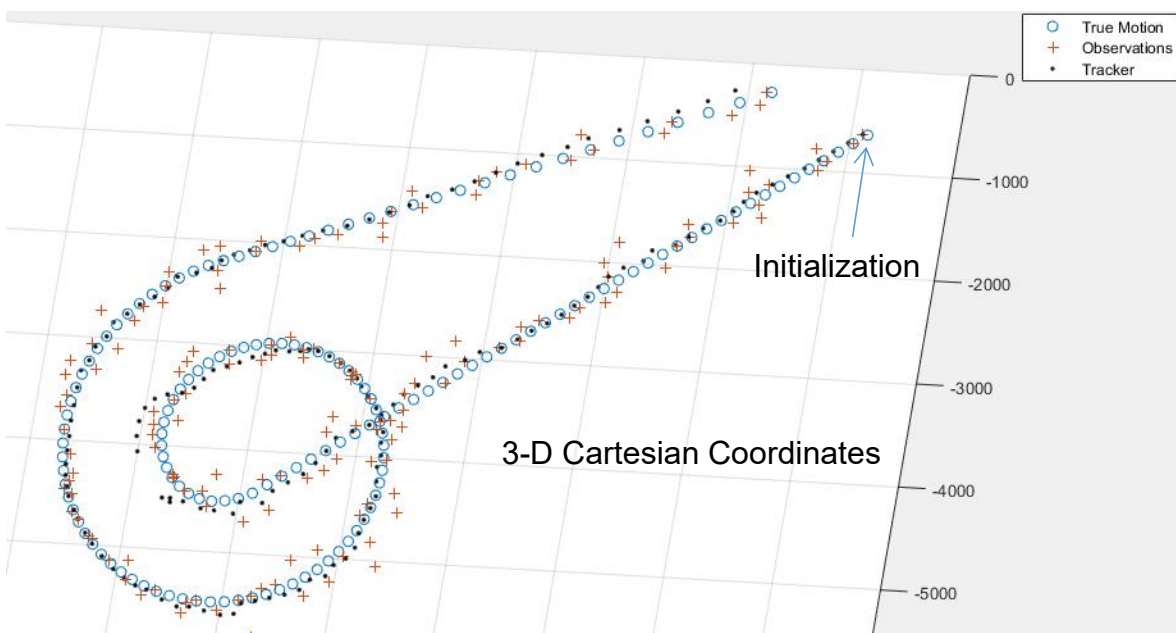 True Motion
Observations
Tracker
0
-1000
Initialization
-2000
-3000
3-D Cartesian Coordinates
-4000
-5000